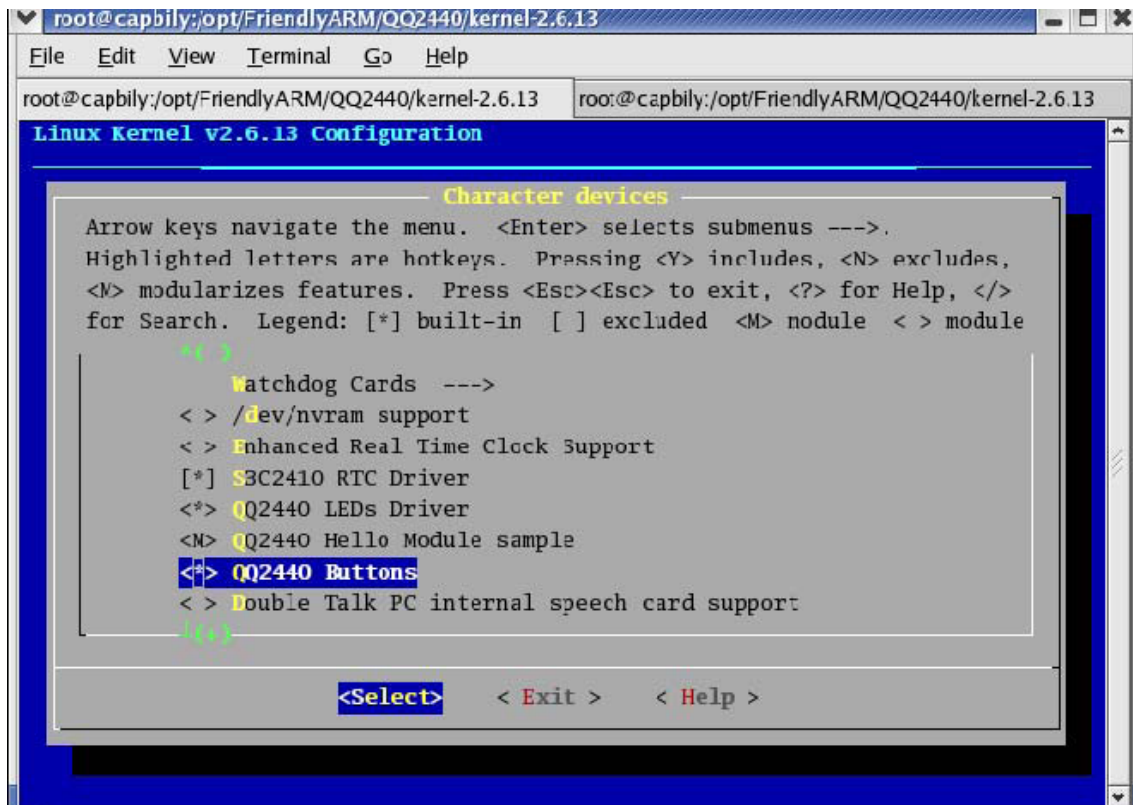 root@capbily:/opt/FriendlyARM/QQ2440/kernel-2.6.13
File Edit View Terminal Go Help
root@capbily:/opt/FriendlyARM/QQ2440/kernel-2.6.13 root@capbily:/opt/FriendlyARM/QQ2440/kernel-2.6.13
Linux Kernel v2.6.13 Configuration
Character devices
Arrow keys navigate the menu. <Enter> selects submenus --->.
Highlighted letters are hotkeys. Pressing <Y> includes, <N> excludes,
<M> modularizes features. Press <Esc><Esc> to exit, <?> for Help, </>
for Search. Legend: [*] built-in [ ] excluded <M> module < > module
^(-)
Watchdog Cards --->
< > /dev/nvram support
< > Enhanced Real Time Clock Support
[*] S3C2410 RTC Driver
<*> QQ2440 LEDs Driver
<M> QQ2440 Hello Module sample
<*> QQ2440 Buttons
< > Double Talk PC internal speech card support
(+)
<Select> < Exit > < Help >